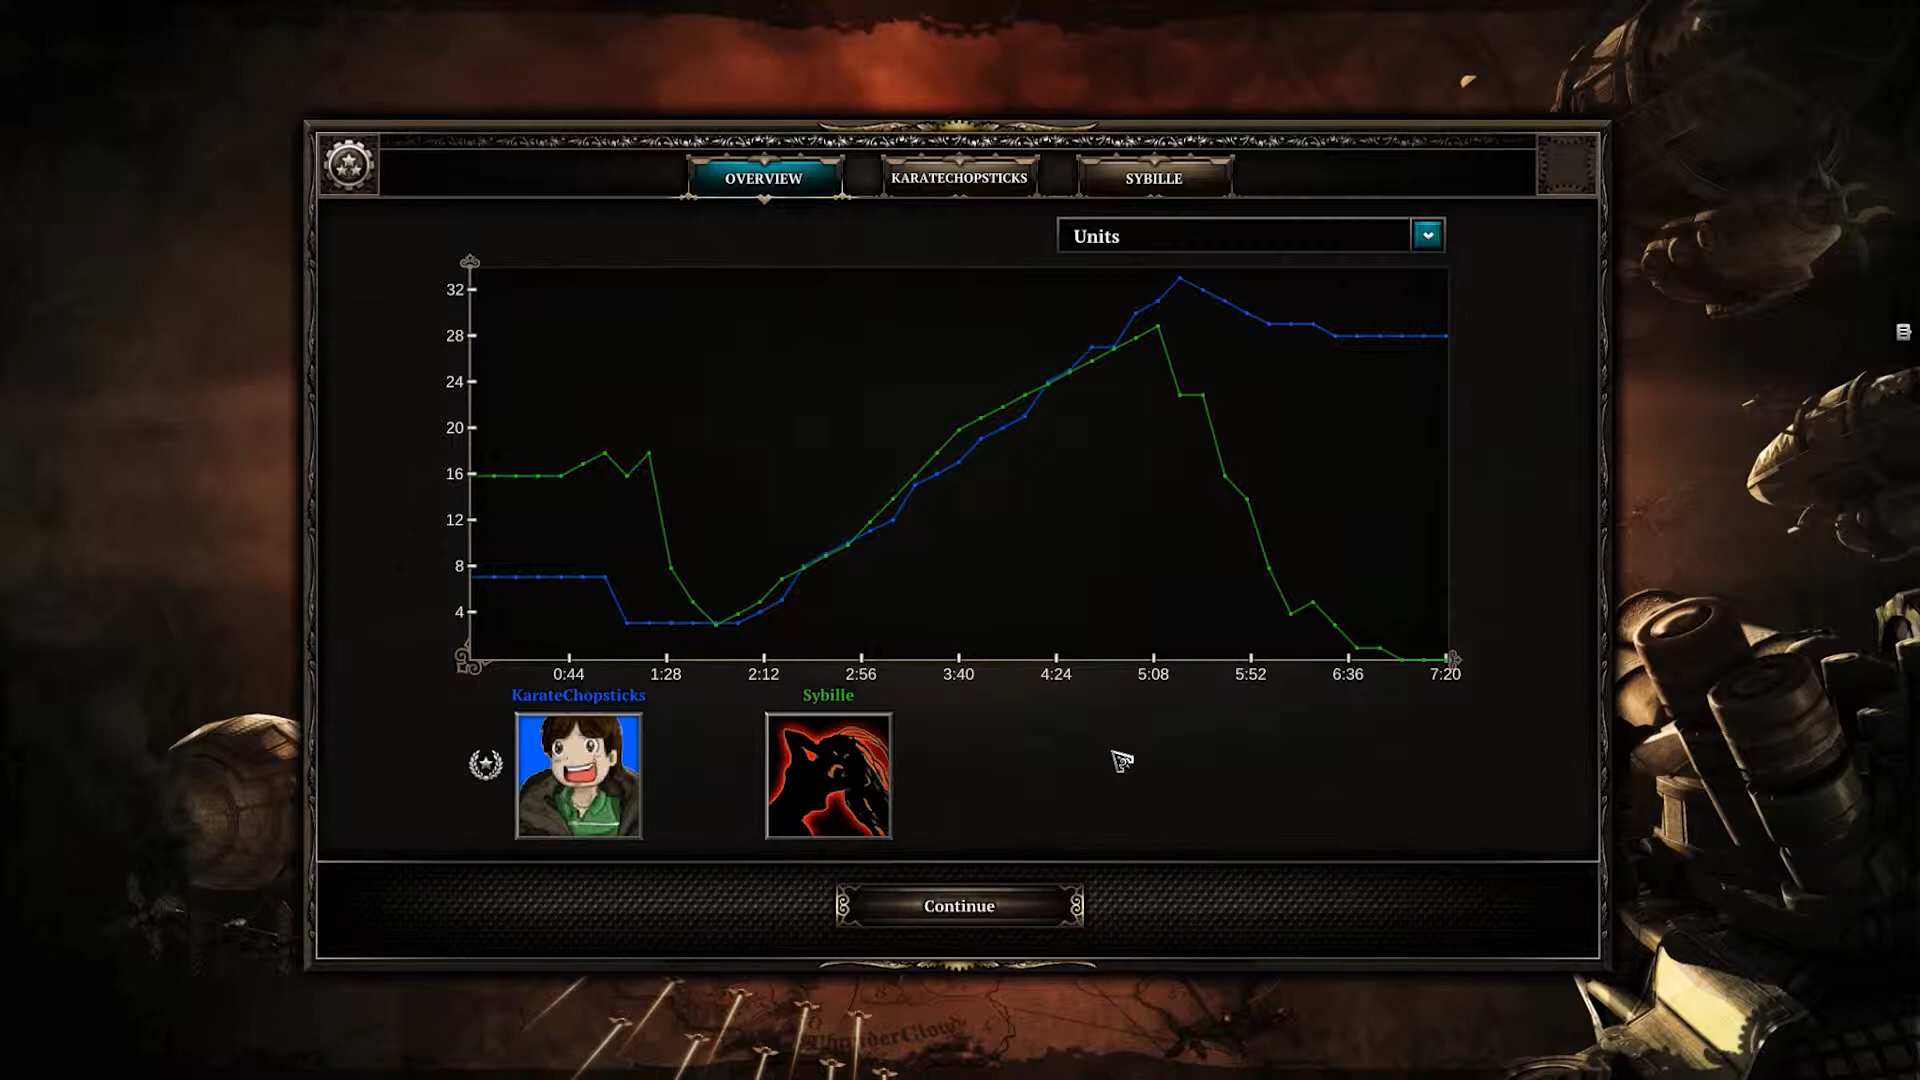 OVERVIEW
KARATECHOPSTICKS
SYBILLE
Units
32
28
24
20
16
12
8
4
0:44
1:28
2:12
2:56
3:40
4:24
5:08
5:52
6:36
7:20
KarateChopsticks
Sybille
Continue